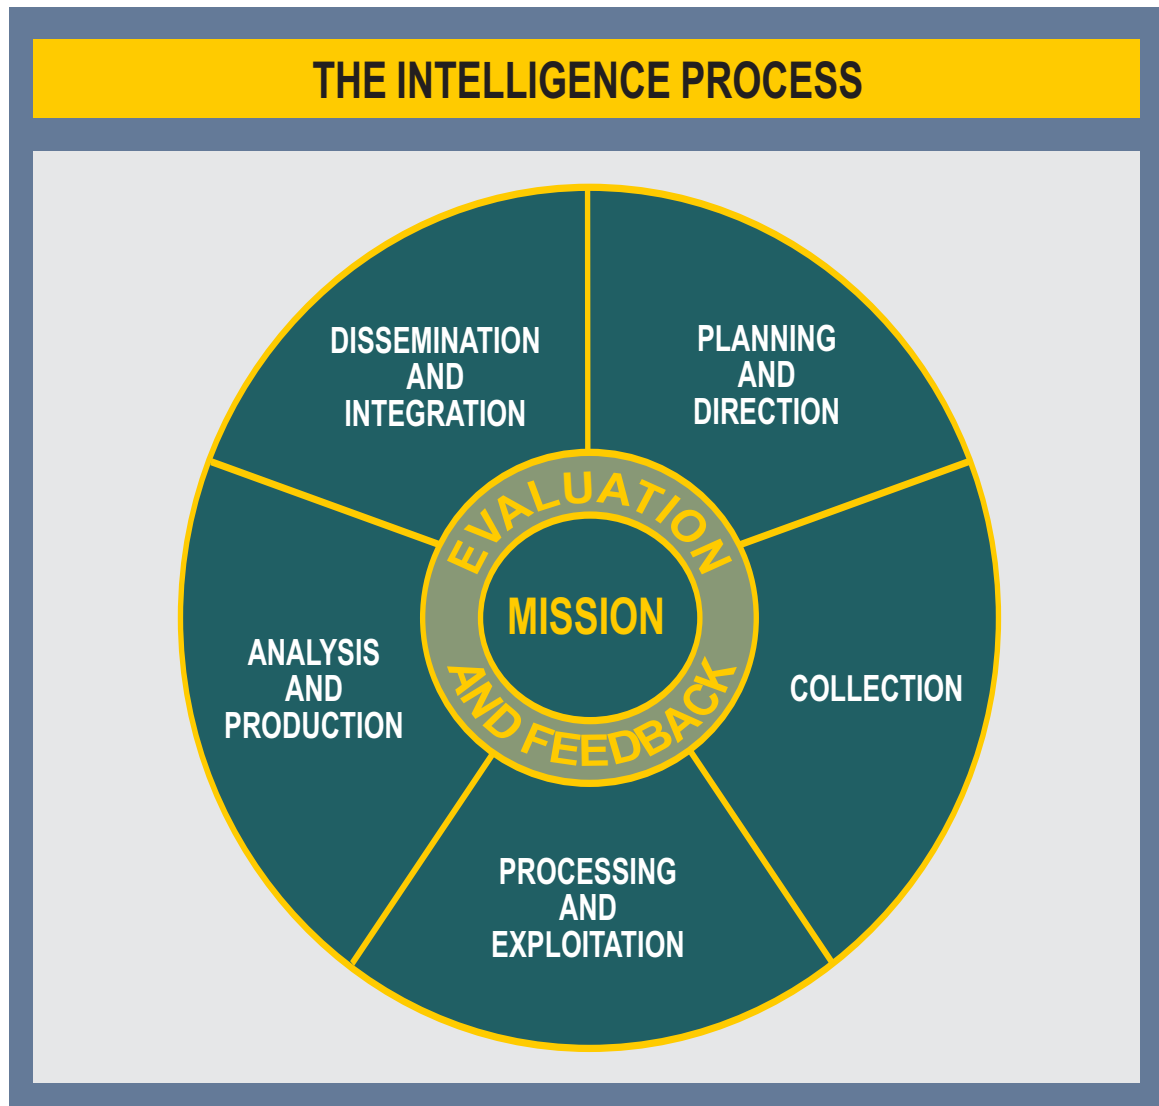 THE INTELLIGENCE PROCESS
DISSEMINATION
AND
INTEGRATION
PLANNING
AND
DIRECTION
EVALUATION
MISSION
AND FEEDBACK
ANALYSIS
AND
PRODUCTION
COLLECTION
PROCESSING
AND
EXPLOITATION